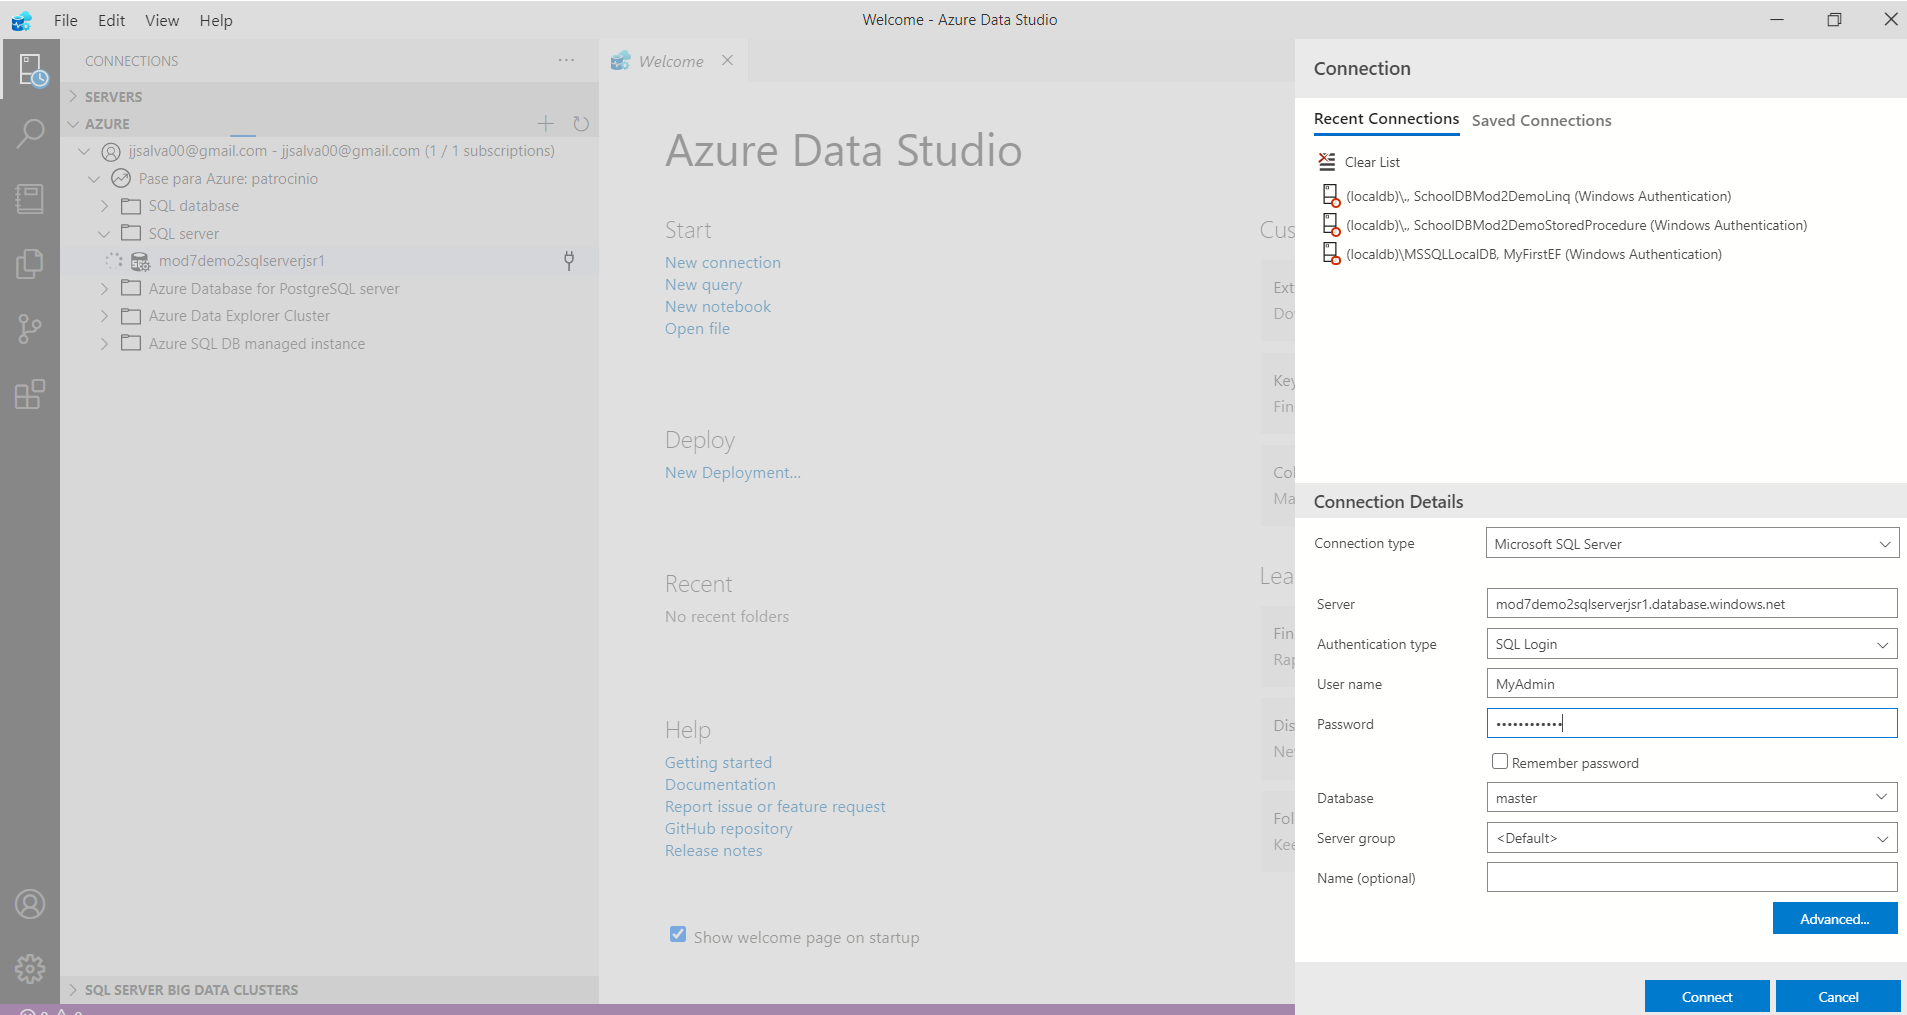 File Edit View Help
Welcome - Azure Data Studio
CONNECTIONS
SERVERS
AZURE
jjsalva00@gmail.com - jjsalva00@gmail.com (1 / 1 subscriptions)
Pase para Azure: patrocinio
SQL database
SQL server
mod7demo2sqlserverjsr1
Azure Database for PostgreSQL server
Azure Data Explorer Cluster
Azure SQL DB managed instance
SQL SERVER BIG DATA CLUSTERS
Welcome
Azure Data Studio
Start
New connection
New query
New notebook
Open file
Deploy
New Deployment...
Recent
No recent folders
Help
Getting started
Documentation
Report issue or feature request
GitHub repository
Release notes
Show welcome page on startup
Cus
Ext
Do
Key
Fin
Col
Ma
Lea
Fin
Rap
Dis
Ne
Fol
Kee
Connection
Recent Connections Saved Connections
Clear List
(localdb)\., SchoolDBMod2DemoLinq (Windows Authentication)
(localdb)\., SchoolDBMod2DemoStoredProcedure (Windows Authentication)
(localdb)\MSSQLLocalDB, MyFirstEF (Windows Authentication)
Connection Details
Connection type Microsoft SQL Server
Server mod7demo2sqlserverjsr1.database.windows.net
Authentication type SQL Login
User name MyAdmin
Password ••••••••••••
Remember password
Database master
Server group <Default>
Name (optional)
Advanced...
Connect Cancel